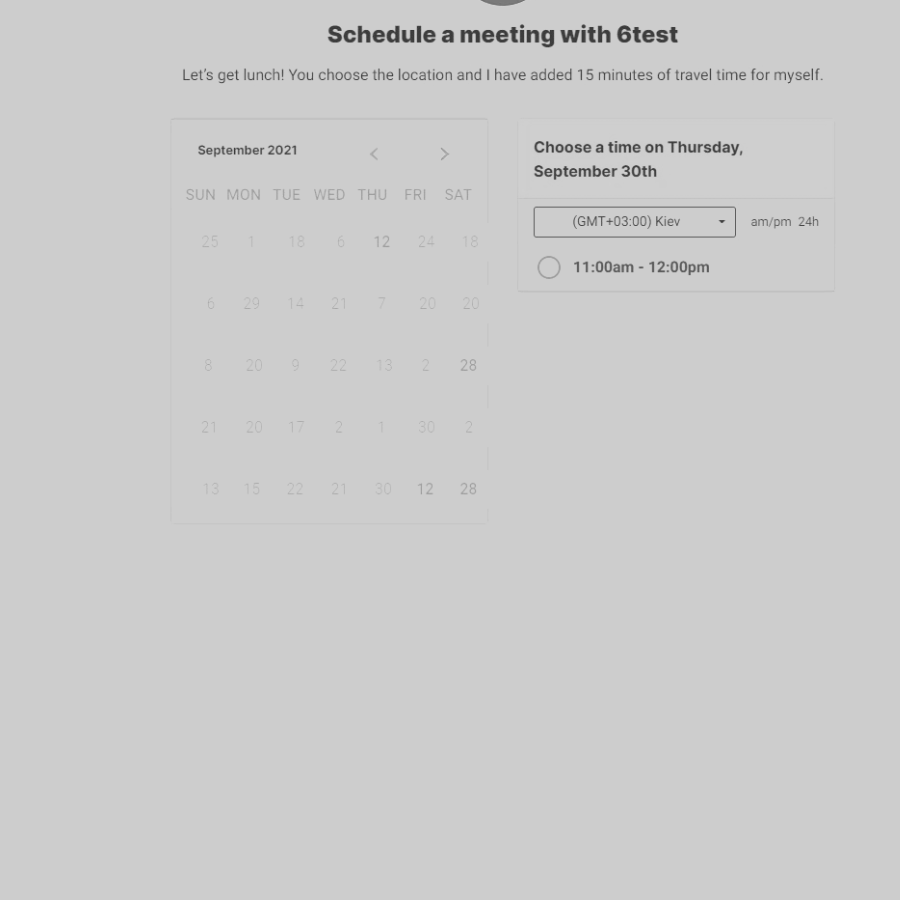 Schedule a meeting with 6test
Let's get lunch! You choose the location and I have added 15 minutes of travel time for myself.
September 2021
SUN MON TUE WED THU FRI SAT
25 1 18 6 12 24 18
6 29 14 21 7 20 20
8 20 9 22 13 2 28
21 20 17 2 1 30 2
13 15 22 21 30 12 28
Choose a time on Thursday,
September 30th
(GMT+03:00) Kiev am/pm 24h
11:00am - 12:00pm